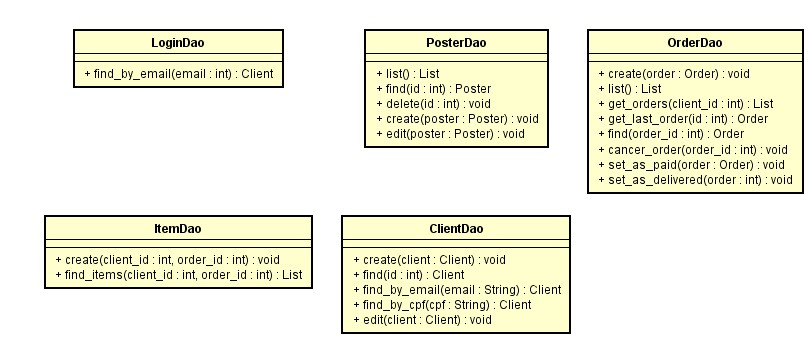 LoginDao
+ find_by_email(email : int) : Client
PosterDao
+ list() : List
+ find(id : int) : Poster
+ delete(id : int) : void
+ create(poster : Poster) : void
+ edit(poster : Poster) : void
OrderDao
+ create(order : Order) : void
+ list() : List
+ get_orders(client_id : int) : List
+ get_last_order(id : int) : Order
+ find(order_id : int) : Order
+ cancer_order(order_id : int) : void
+ set_as_paid(order : Order) : void
+ set_as_delivered(order : int) : void
ItemDao
+ create(client_id : int, order_id : int) : void
+ find_items(client_id : int, order_id : int) : List
ClientDao
+ create(client : Client) : void
+ find(id : int) : Client
+ find_by_email(email : String) : Client
+ find_by_cpf(cpf : String) : Client
+ edit(client : Client) : void